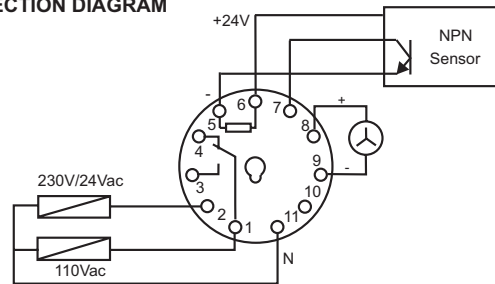 ECTION DIAGRAM
+24V
NPN
Sensor
-
6
7
+
5
8
4
9
-
3
10
230V/24Vac
2
11
1
N
110Vac